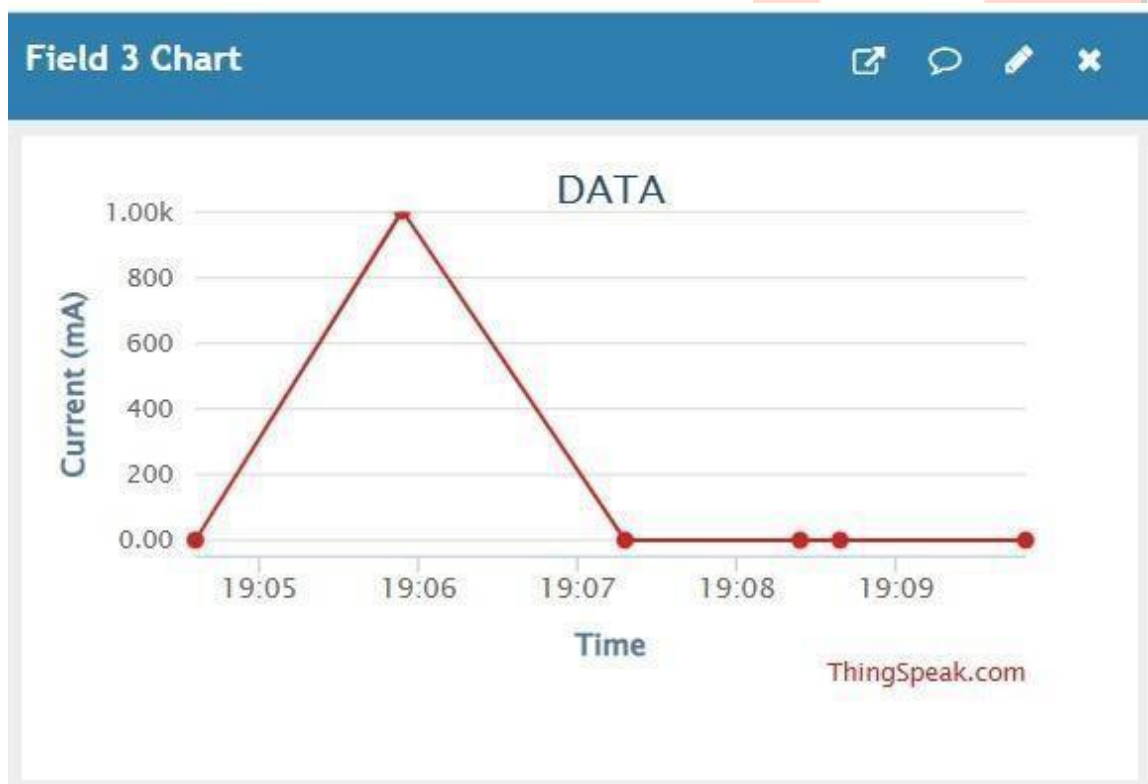 Field 3 Chart
DATA
Current (mA)
1.00k
800
600
400
200
0.00
19:05 19:06 19:07 19:08 19:09
Time
ThingSpeak.com